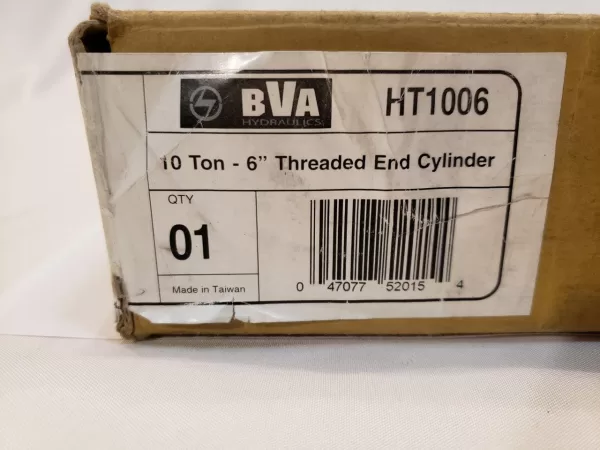 BVA HT1006
HYDRAULICS
10 Ton - 6” Threaded End Cylinder
QTY
01
Made in Taiwan
0 47077 52015 4